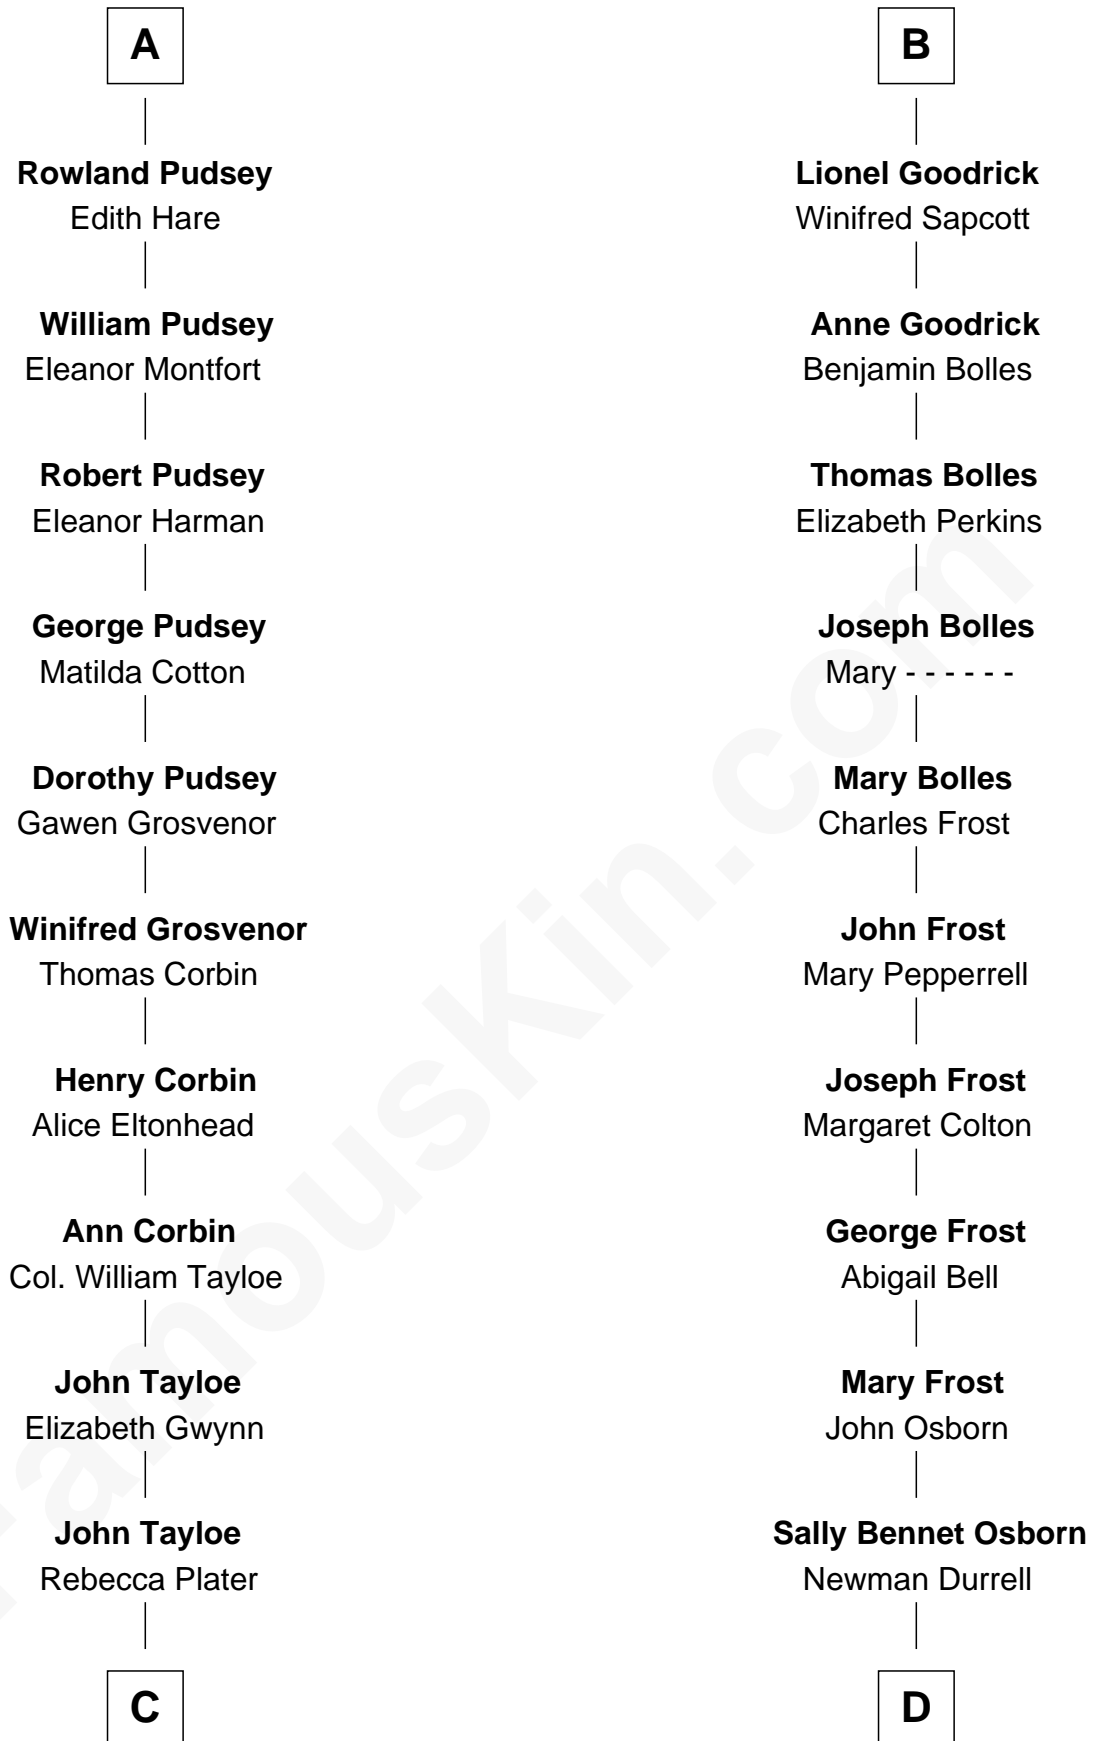 A
Rowland Pudsey
Edith Hare
William Pudsey
Eleanor Montfort
Robert Pudsey
Eleanor Harman
George Pudsey
Matilda Cotton
Dorothy Pudsey
Gawen Grosvenor
Winifred Grosvenor
Thomas Corbin
Henry Corbin
Alice Eltonhead
Ann Corbin
Col. William Tayloe
John Tayloe
Elizabeth Gwynn
John Tayloe
Rebecca Plater
C
B
Lionel Goodrick
Winifred Sapcott
Anne Goodrick
Benjamin Bolles
Thomas Bolles
Elizabeth Perkins
Joseph Bolles
Mary - - - - - -
Mary Bolles
Charles Frost
John Frost
Mary Pepperrell
Joseph Frost
Margaret Colton
George Frost
Abigail Bell
Mary Frost
John Osborn
Sally Bennet Osborn
Newman Durrell
D
FamousKin.com